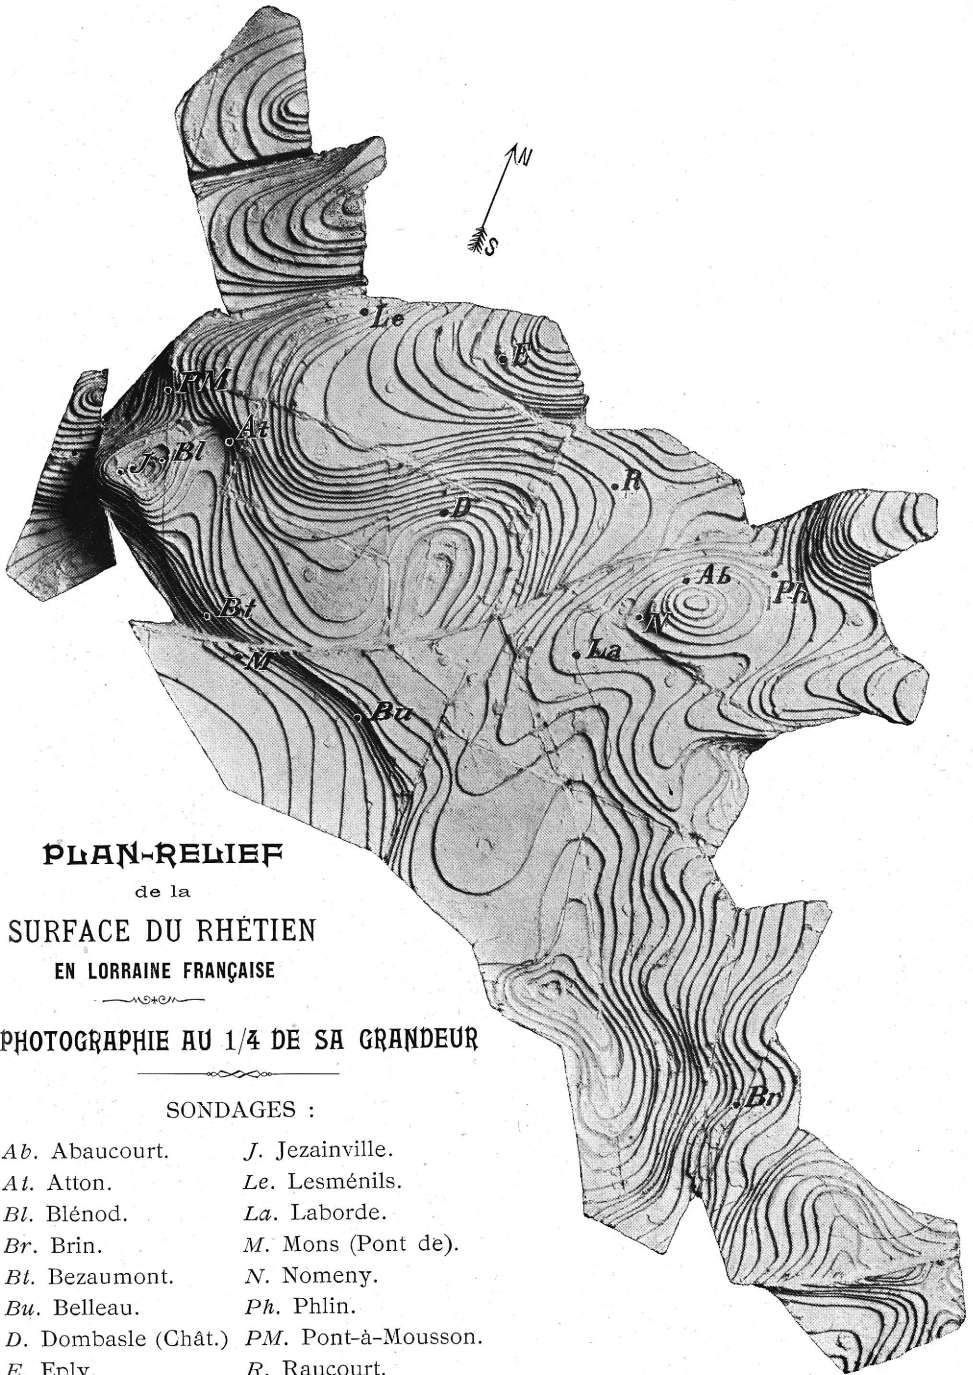 N
S
Le
E
PM
At
J Bl
R
D
Ab
Ph
N
La
Bt
M
Bu
PLAN-RELIEF
de la
SURFACE DU RHÉTIEN
EN LORRAINE FRANÇAISE
PHOTOGRAPHIE AU 1/4 DE SA GRANDEUR
Br
SONDAGES :
Ab. Abaucourt. J. Jezainville.
At. Atton. Le. Lesménils.
Bl. Blénod. La. Laborde.
Br. Brin. M. Mons (Pont de).
Bt. Bezaumont. N. Nomeny.
Bu. Belleau. Ph. Phlin.
D. Dombasle (Chât.) PM. Pont-à-Mousson.
E. Eply. R. Raucourt.